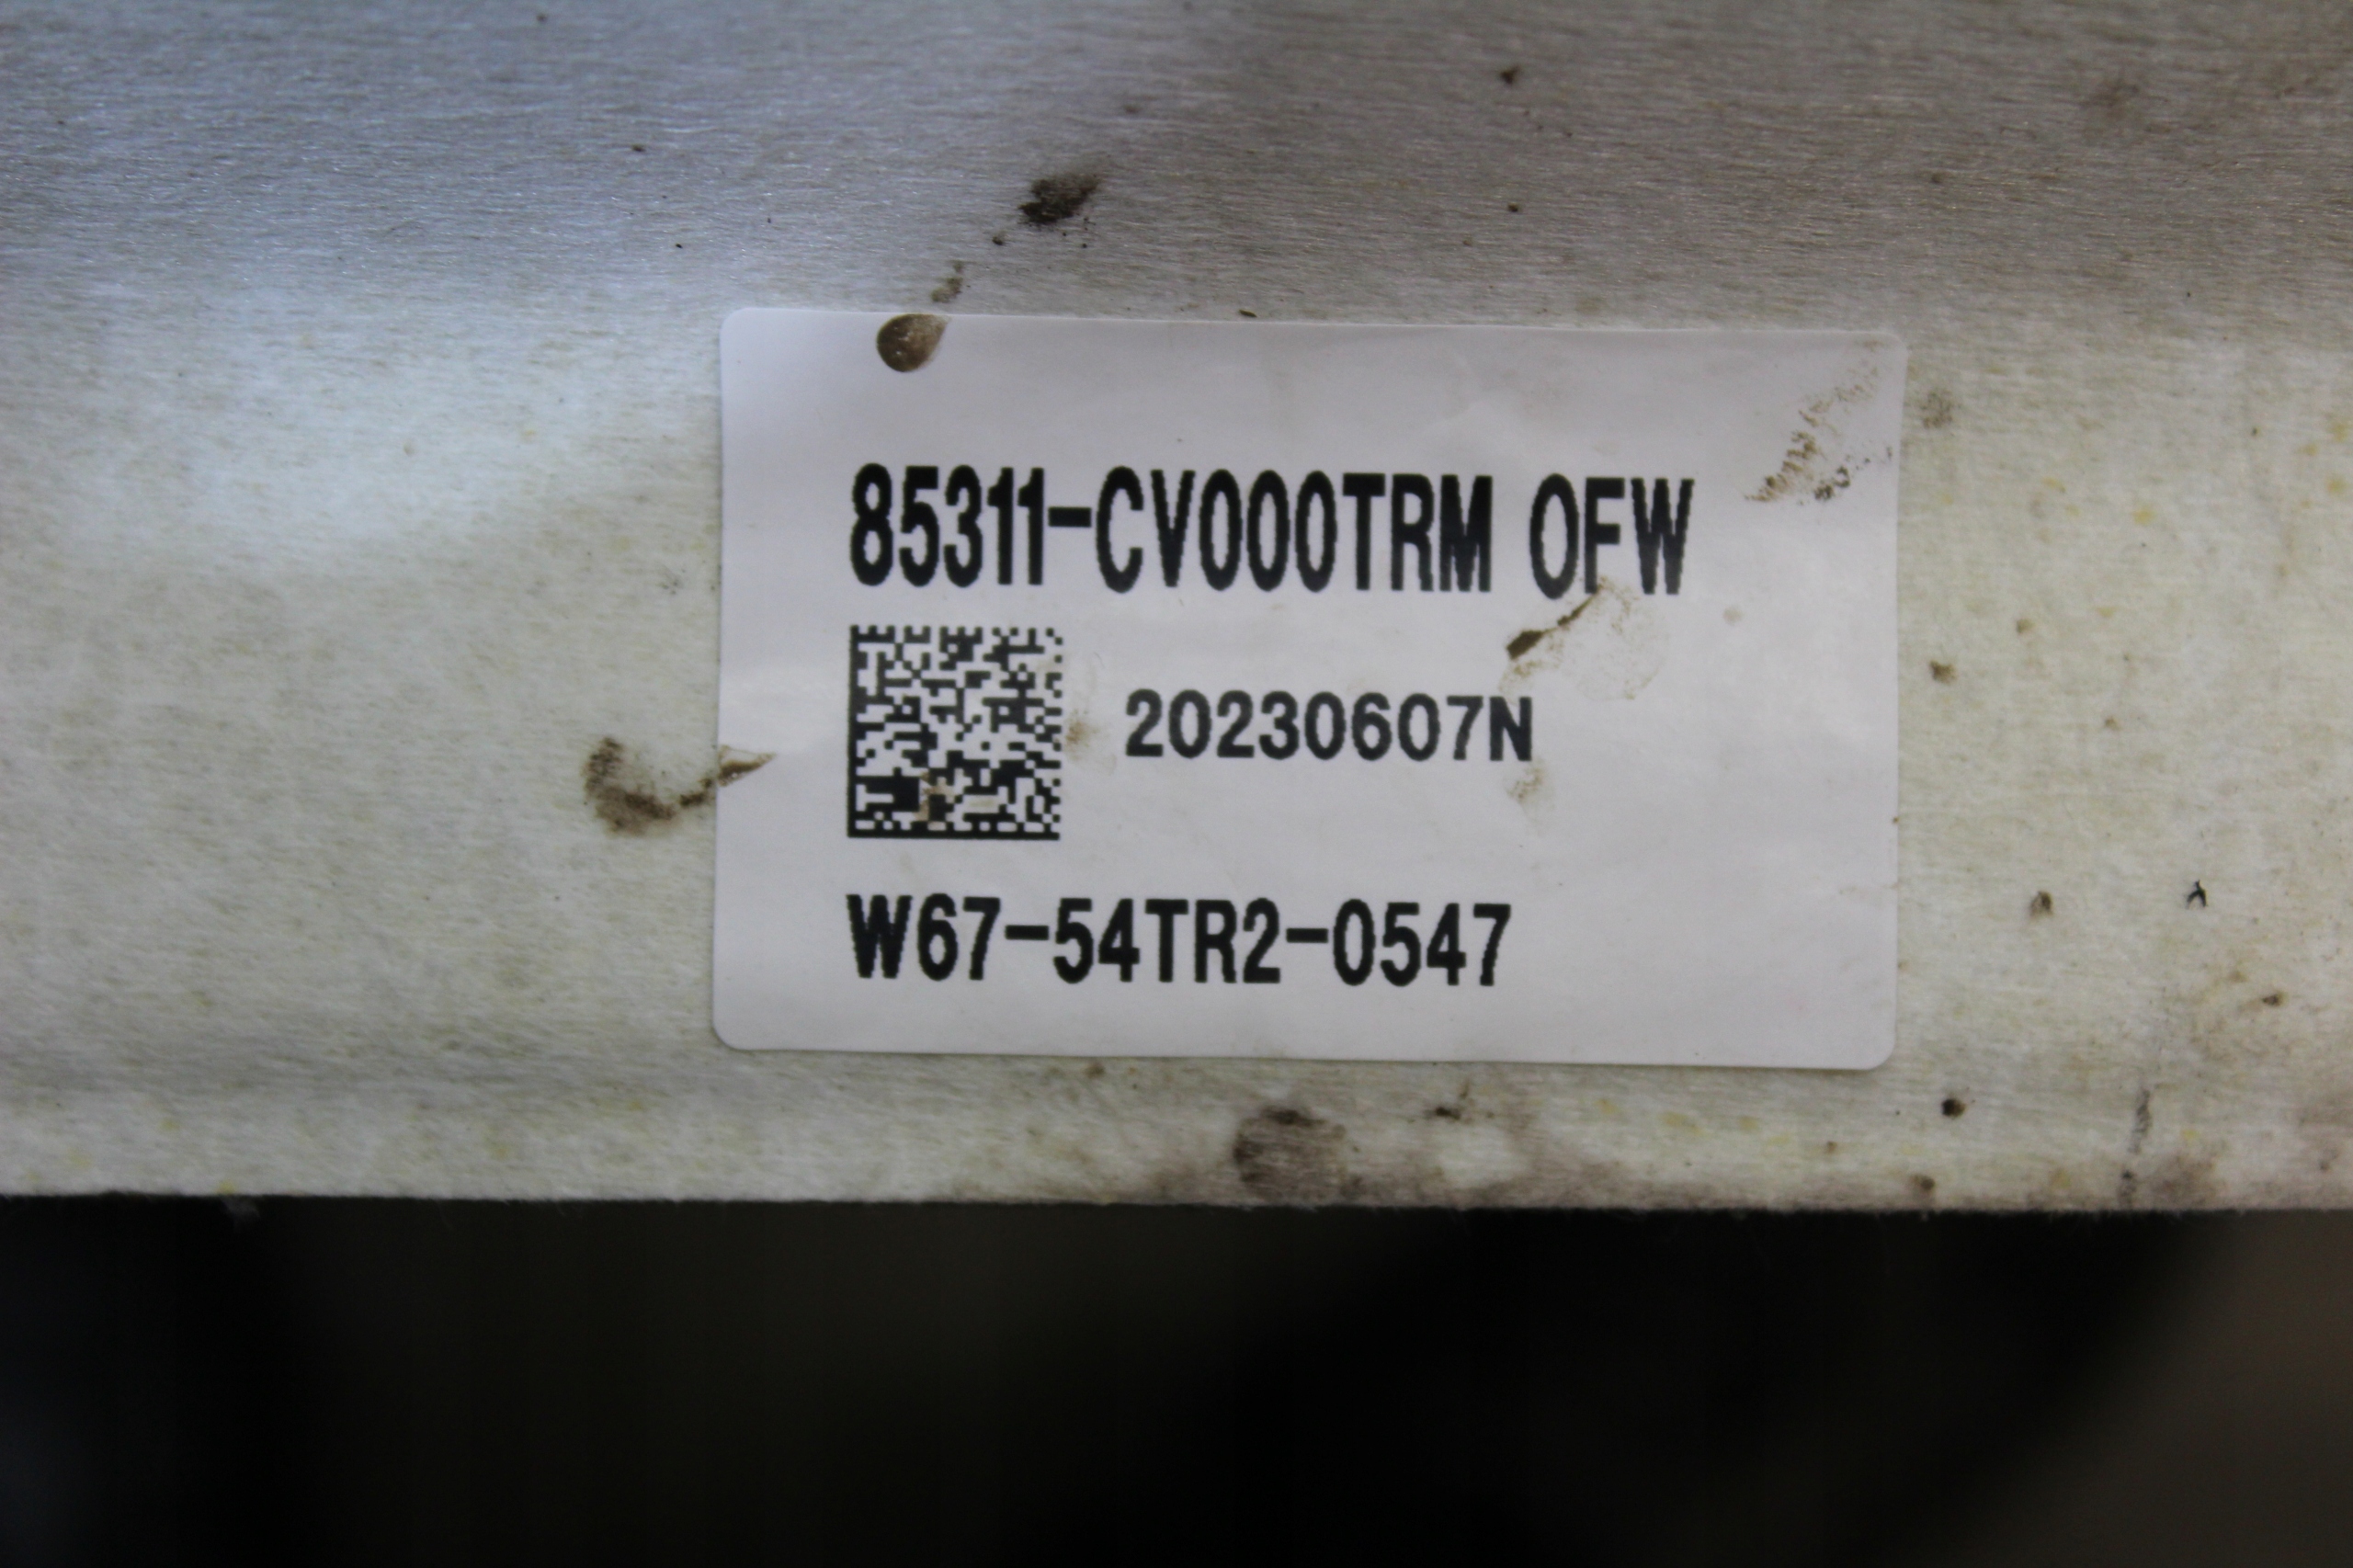 85311-CV000TRM OFW
20230607N
W67-54TR2-0547